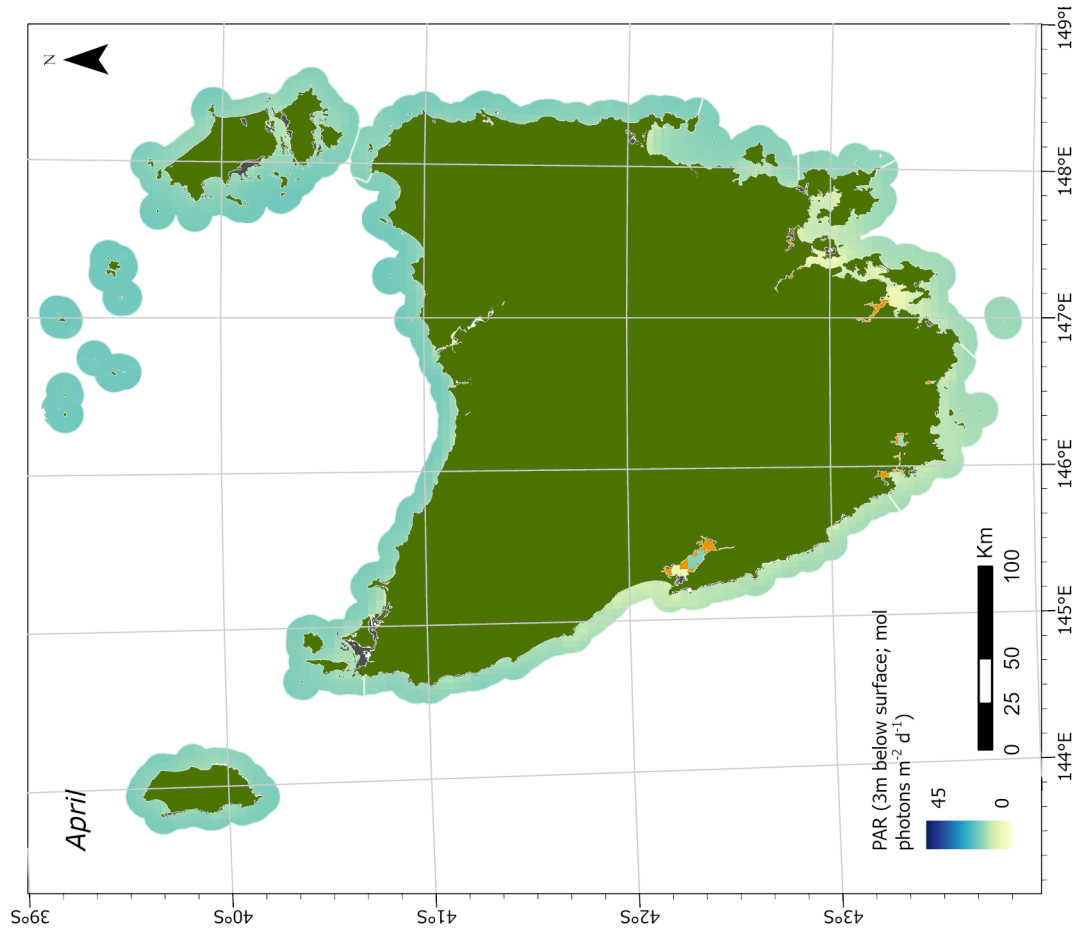 April
N
39°S
40°S
41°S
42°S
43°S
PAR (3m below surface; mol
photons m⁻² d⁻¹)
45
0
0 25 50 100
Km
144°E 145°E 146°E 147°E 148°E 149°